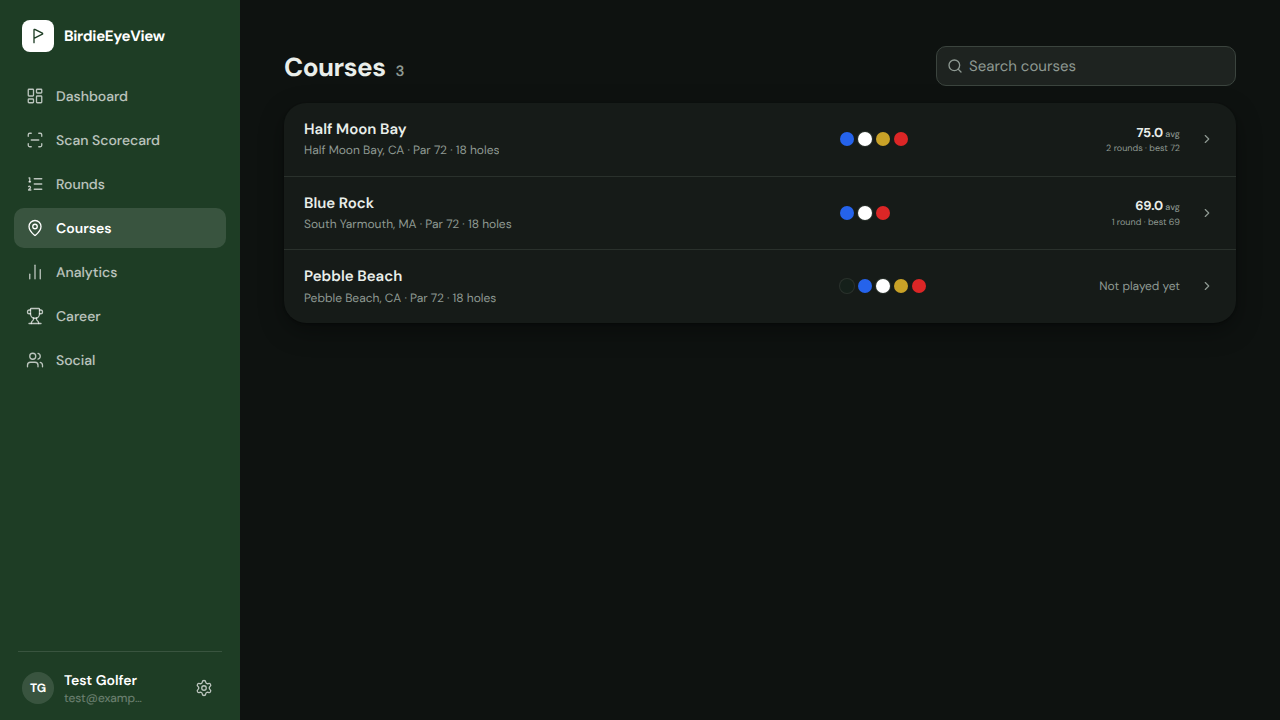 BirdieEyeView
Dashboard
Scan Scorecard
Rounds
Courses
Analytics
Career
Social
TG
Test Golfer
test@examp...
Courses 3
Search courses
Half Moon Bay
Half Moon Bay, CA · Par 72 · 18 holes
75.0 avg
2 rounds · best 72
Blue Rock
South Yarmouth, MA · Par 72 · 18 holes
69.0 avg
1 round · best 69
Pebble Beach
Pebble Beach, CA · Par 72 · 18 holes
Not played yet